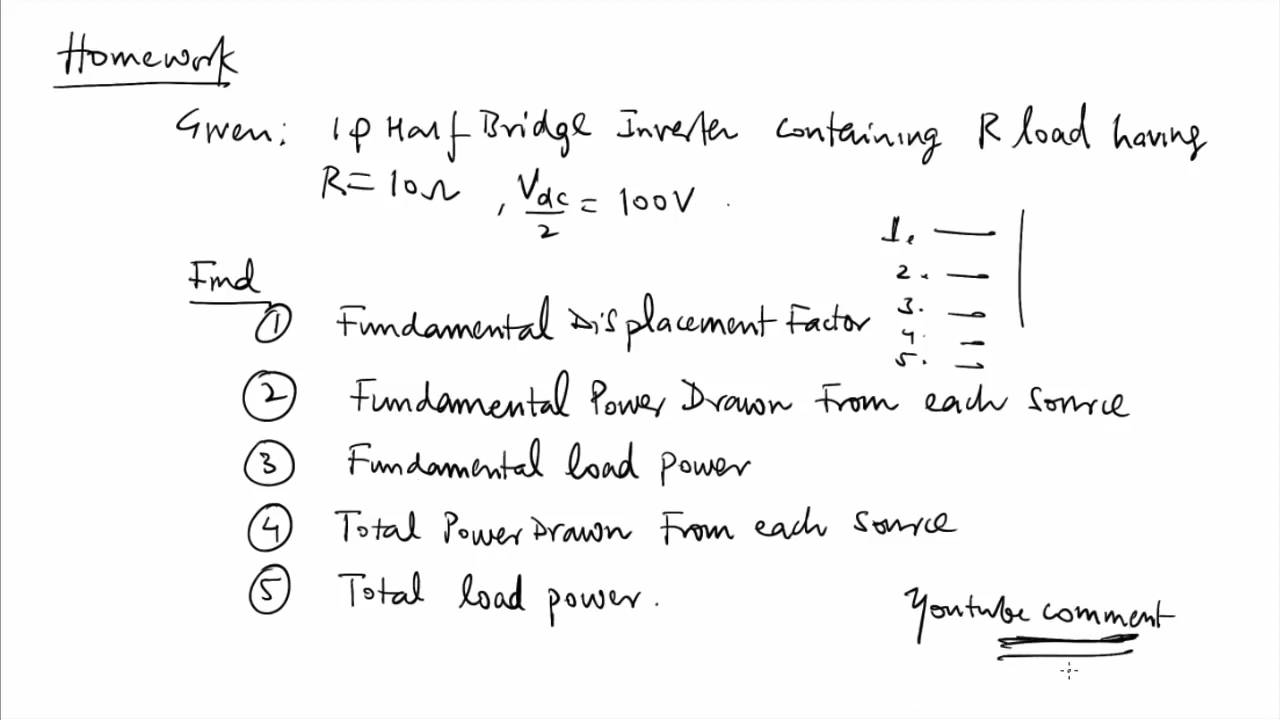 Homework
Given: 1φ Half Bridge Inverter containing R load having
R = 10Ω , Vdc/2 = 100V .
Find
① Fundamental Displacement Factor
② Fundamental Power Drawn From each source
③ Fundamental load power
④ Total Power Drawn From each source
⑤ Total load power.
1. —
2. —
3. —
4. —
5. —
Youtube comment